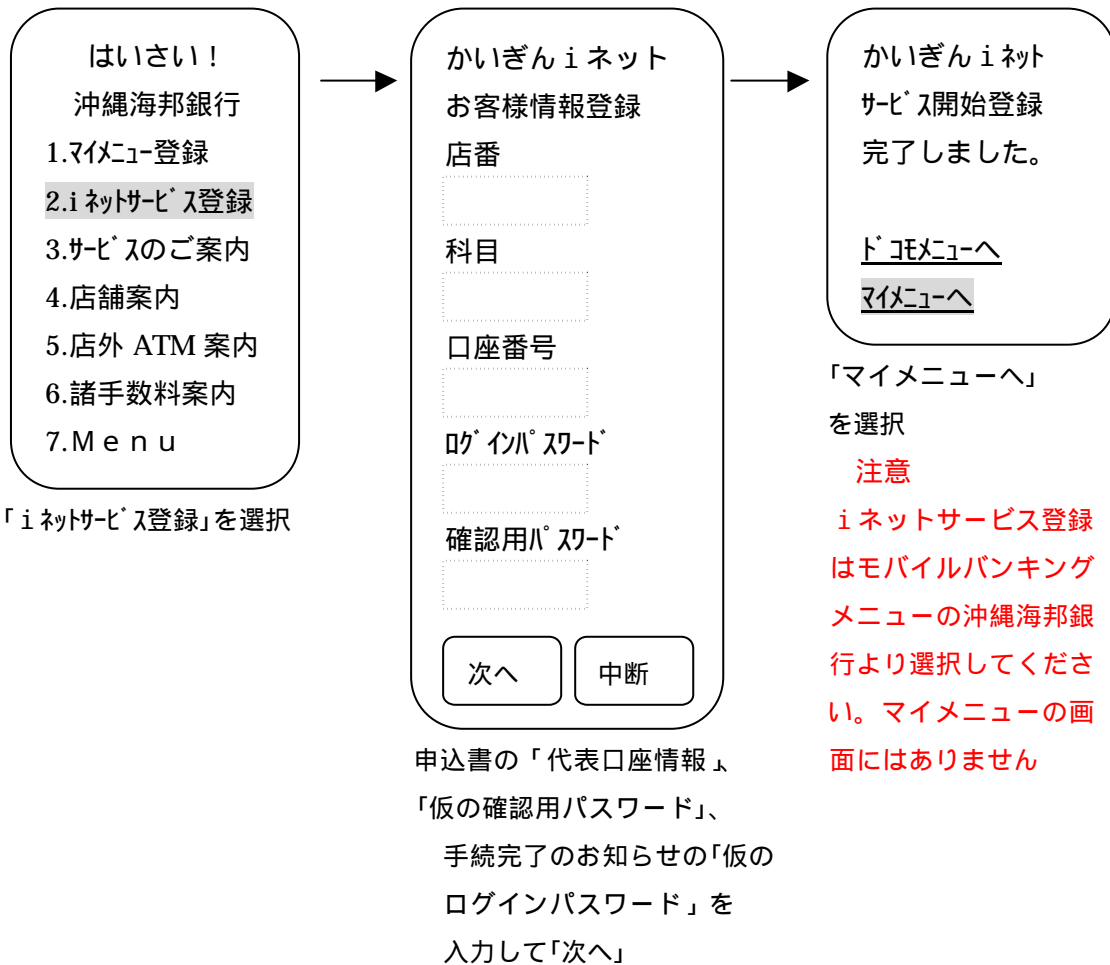 はいさい！
沖縄海邦銀行
1.ﾏｲﾒﾆｭｰ登録
2.i ﾈｯﾄｻｰﾋﾞｽ登録
3.ｻｰﾋﾞｽのご案内
4.店舗案内
5.店外 ATM 案内
6.諸手数料案内
7.Ｍｅｎｕ
「ｉﾈｯﾄｻｰﾋﾞｽ登録」を選択
かいぎんｉネット
お客様情報登録
店番
科目
口座番号
ﾛｸﾞｲﾝﾊﾟｽﾜｰﾄﾞ
確認用ﾊﾟｽﾜｰﾄﾞ
次へ
中断
申込書の「代表口座情報」、
「仮の確認用パスワード」、
手続完了のお知らせの「仮の
ログインパスワード」を
入力して「次へ」
かいぎんｉﾈｯﾄ
ｻｰﾋﾞｽ開始登録
完了しました。
ﾄﾞｺﾓﾒﾆｭｰへ
ﾏｲﾒﾆｭｰへ
「マイメニューへ」
を選択
注意
ｉネットサービス登録
はモバイルバンキング
メニューの沖縄海邦銀
行より選択してくださ
い。マイメニューの画
面にはありません